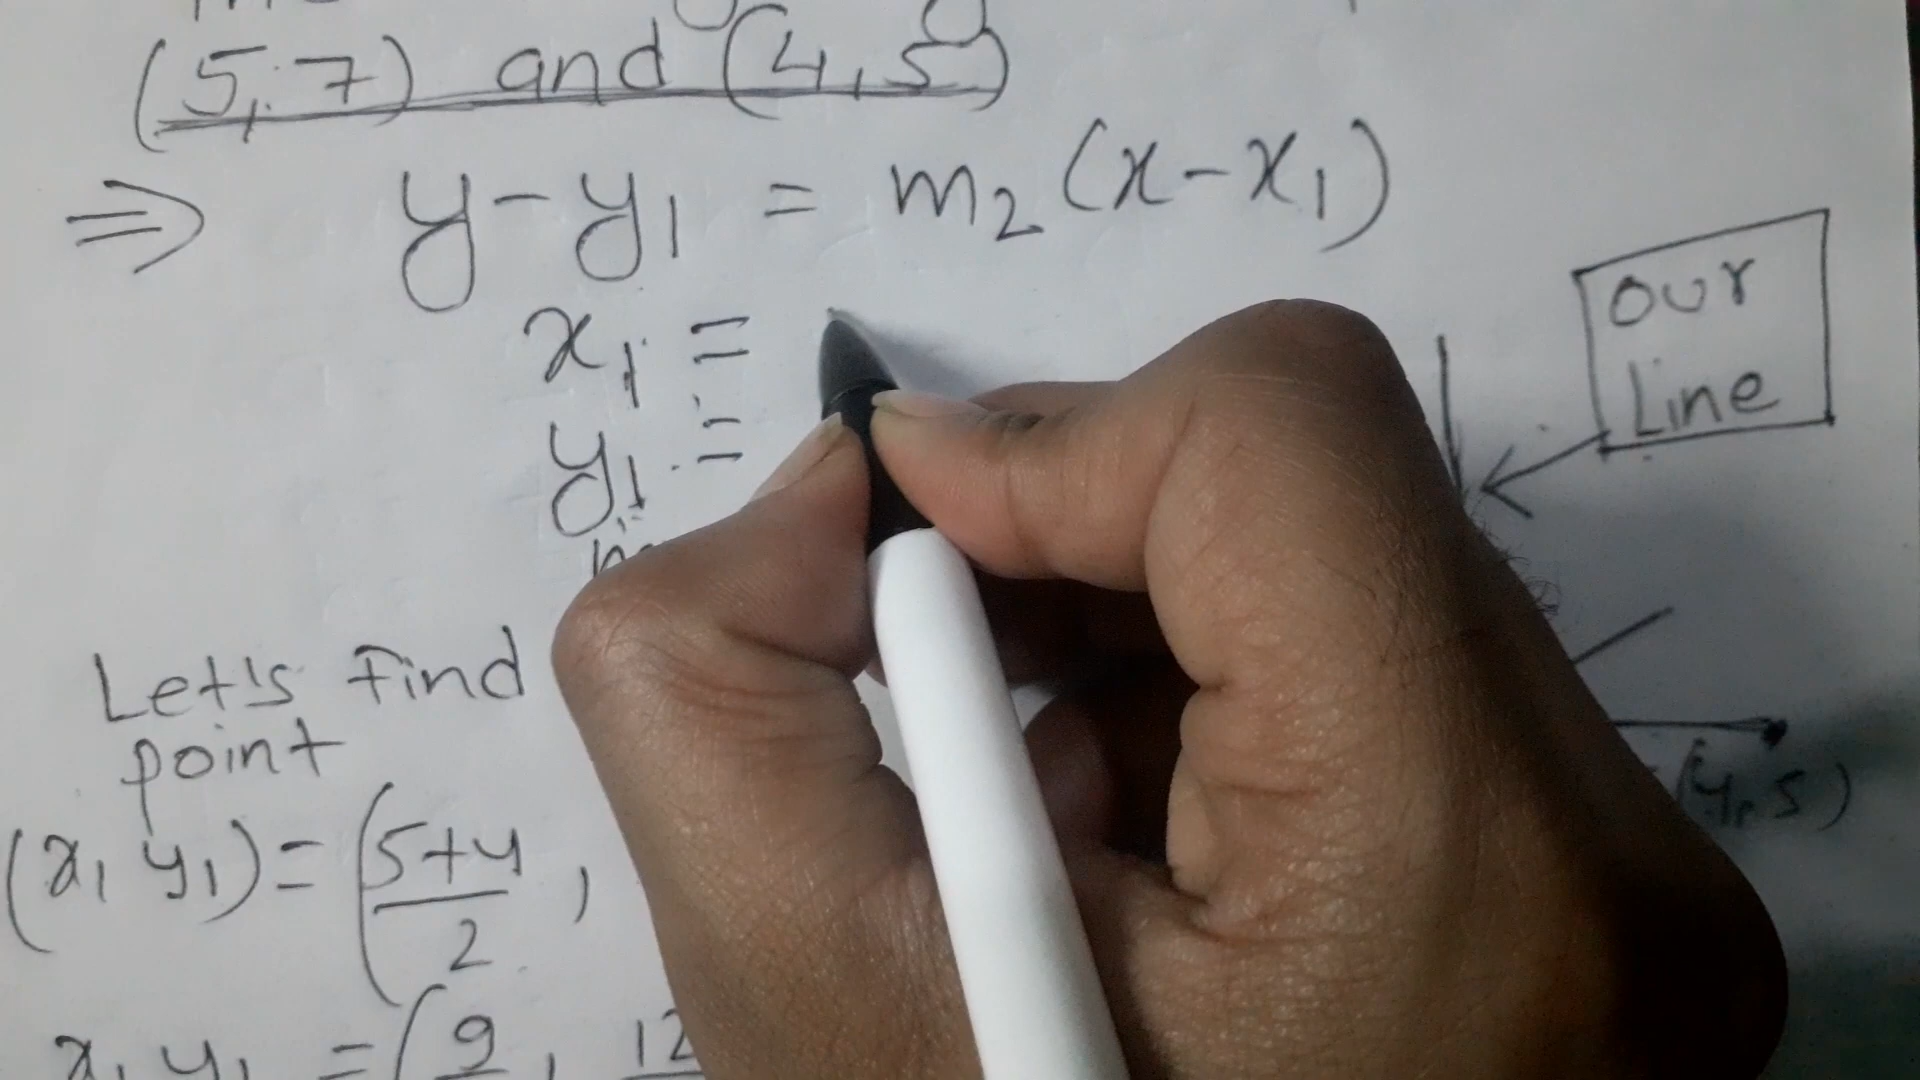 (5, 7) and (4, 5)
⇒ y - y1 = m2 (x - x1)
x1 =
y1 =
our
Line
Let's Find
point
(x1 y1) = (5+4/2 ,
(4, 5)
x1 y1 = (9 , 12